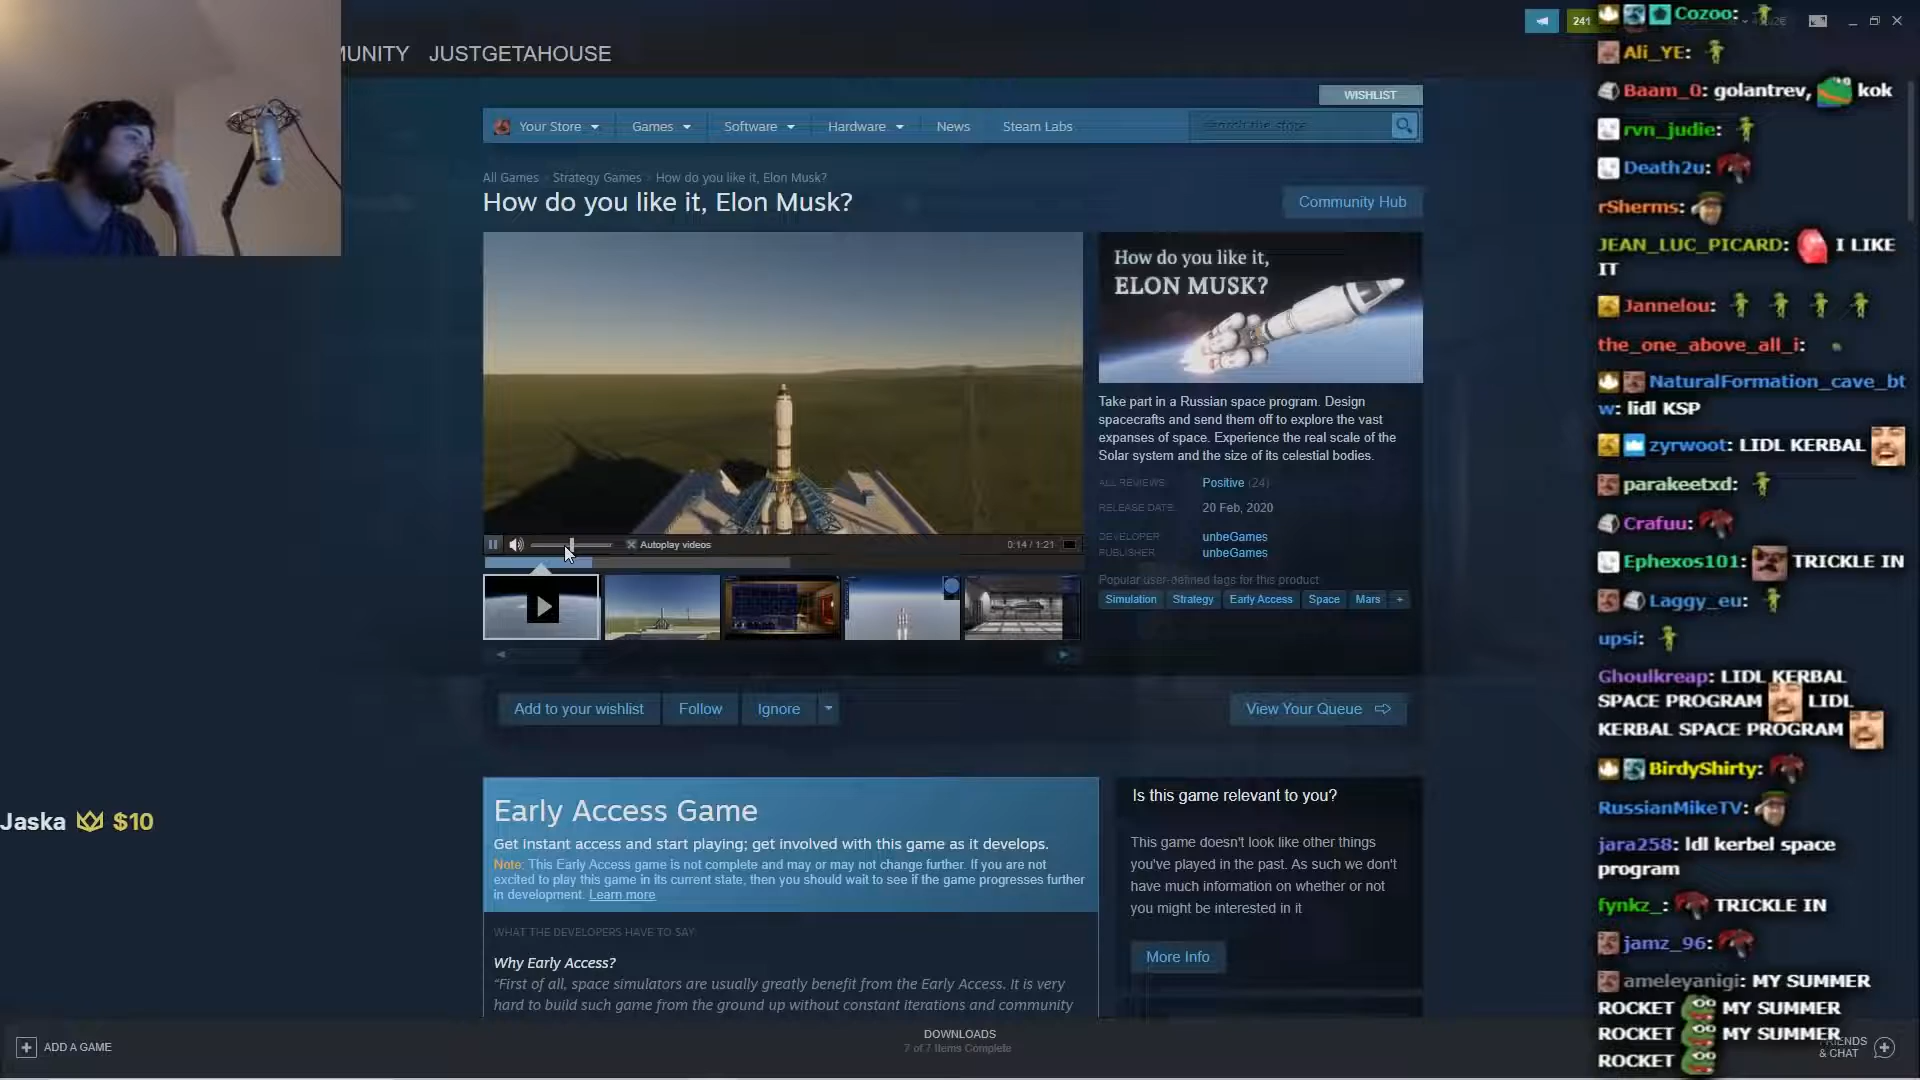 MUNITY JUSTGETAHOUSE
241
WISHLIST
Your Store Games Software Hardware News Steam Labs
All Games Strategy Games How do you like it, Elon Musk?
How do you like it, Elon Musk?
Community Hub
How do you like it,
ELON MUSK?
Take part in a Russian space program. Design
spacecrafts and send them off to explore the vast
expanses of space. Experience the real scale of the
Solar system and the size of its celestial bodies.
ALL REVIEWS: Positive (24)
RELEASE DATE: 20 Feb, 2020
DEVELOPER: unbeGames
PUBLISHER: unbeGames
Popular user-defined tags for this product:
Simulation Strategy Early Access Space Mars +
Autoplay videos 0:14 / 1:21
Add to your wishlist Follow Ignore View Your Queue
Early Access Game
Get instant access and start playing; get involved with this game as it develops.
Note: This Early Access game is not complete and may or may not change further. If you are not
excited to play this game in its current state, then you should wait to see if the game progresses further
in development. Learn more
WHAT THE DEVELOPERS HAVE TO SAY:
Why Early Access?
“First of all, space simulators are usually greatly benefit from the Early Access. It is very
hard to build such game from the ground up without constant iterations and community
Is this game relevant to you?
This game doesn't look like other things
you've played in the past. As such we don't
have much information on whether or not
you might be interested in it
More Info
Jaska $10
ADD A GAME
DOWNLOADS
7 of 7 Items Complete
& CHAT
Cozoo:
Ali_YE:
Baam_0: golantrev, kok
rvn_judie:
Death2u:
rSherms:
JEAN_LUC_PICARD: I LIKE
IT
Jannelou:
the_one_above_all_i:
NaturalFormation_cave_bt
w: lidl KSP
zyrwoot: LIDL KERBAL
parakeetxd:
Crafuu:
Ephexos101: TRICKLE IN
Laggy_eu:
upsi:
Ghoulkreap: LIDL KERBAL
SPACE PROGRAM LIDL
KERBAL SPACE PROGRAM
BirdyShirty:
RussianMikeTV:
jara258: ldl kerbel space
program
fynkz_: TRICKLE IN
jamz_96:
ameleyanigi: MY SUMMER
ROCKET MY SUMMER
ROCKET MY SUMMER
ROCKET